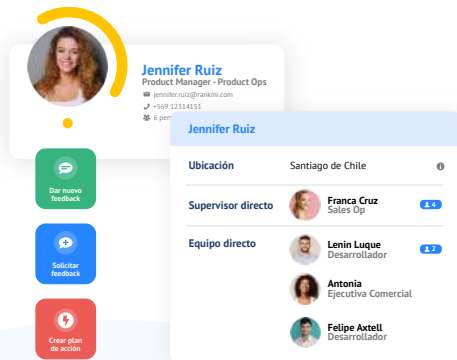 Jennifer Ruiz
Product Manager - Product Ops
jennifer.ruiz@rankmi.com
+569 12314151
6 per
Jennifer Ruiz
Ubicación
Santiago de Chile
Supervisor directo
Franca Cruz
Sales Op
4
Equipo directo
Lenin Luque
Desarrollador
2
Antonia
Ejecutiva Comercial
Felipe Axtell
Desarrollador
Dar nuevo
feedback
Solicitar
feedback
Crear plan
de acción